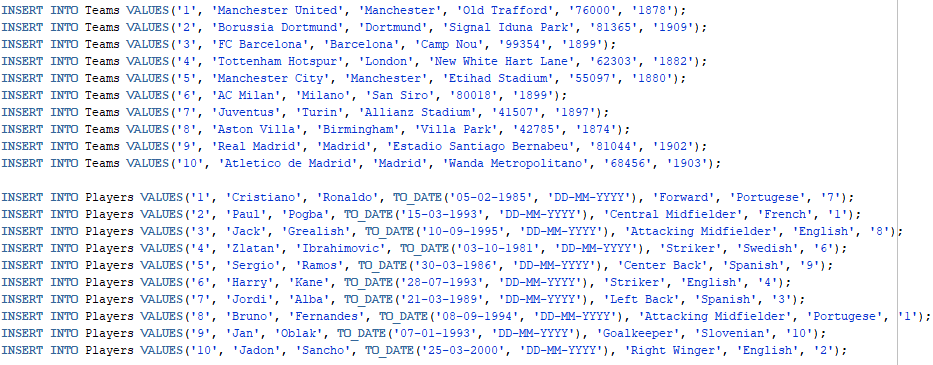 INSERT INTO Teams VALUES('1', 'Manchester United', 'Manchester', 'Old Trafford', '76000', '1878');
INSERT INTO Teams VALUES('2', 'Borussia Dortmund', 'Dortmund', 'Signal Iduna Park', '81365', '1909');
INSERT INTO Teams VALUES('3', 'FC Barcelona', 'Barcelona', 'Camp Nou', '99354', '1899');
INSERT INTO Teams VALUES('4', 'Tottenham Hotspur', 'London', 'New White Hart Lane', '62303', '1882');
INSERT INTO Teams VALUES('5', 'Manchester City', 'Manchester', 'Etihad Stadium', '55097', '1880');
INSERT INTO Teams VALUES('6', 'AC Milan', 'Milano', 'San Siro', '80018', '1899');
INSERT INTO Teams VALUES('7', 'Juventus', 'Turin', 'Allianz Stadium', '41507', '1897');
INSERT INTO Teams VALUES('8', 'Aston Villa', 'Birmingham', 'Villa Park', '42785', '1874');
INSERT INTO Teams VALUES('9', 'Real Madrid', 'Madrid', 'Estadio Santiago Bernabeu', '81044', '1902');
INSERT INTO Teams VALUES('10', 'Atletico de Madrid', 'Madrid', 'Wanda Metropolitano', '68456', '1903');
INSERT INTO Players VALUES('1', 'Cristiano', 'Ronaldo', TO_DATE('05-02-1985', 'DD-MM-YYYY'), 'Forward', 'Portugese', '7');
INSERT INTO Players VALUES('2', 'Paul', 'Pogba', TO_DATE('15-03-1993', 'DD-MM-YYYY'), 'Central Midfielder', 'French', '1');
INSERT INTO Players VALUES('3', 'Jack', 'Grealish', TO_DATE('10-09-1995', 'DD-MM-YYYY'), 'Attacking Midfielder', 'English', '8');
INSERT INTO Players VALUES('4', 'Zlatan', 'Ibrahimovic', TO_DATE('03-10-1981', 'DD-MM-YYYY'), 'Striker', 'Swedish', '6');
INSERT INTO Players VALUES('5', 'Sergio', 'Ramos', TO_DATE('30-03-1986', 'DD-MM-YYYY'), 'Center Back', 'Spanish', '9');
INSERT INTO Players VALUES('6', 'Harry', 'Kane', TO_DATE('28-07-1993', 'DD-MM-YYYY'), 'Striker', 'English', '4');
INSERT INTO Players VALUES('7', 'Jordi', 'Alba', TO_DATE('21-03-1989', 'DD-MM-YYYY'), 'Left Back', 'Spanish', '3');
INSERT INTO Players VALUES('8', 'Bruno', 'Fernandes', TO_DATE('08-09-1994', 'DD-MM-YYYY'), 'Attacking Midfielder', 'Portugese', '1');
INSERT INTO Players VALUES('9', 'Jan', 'Oblak', TO_DATE('07-01-1993', 'DD-MM-YYYY'), 'Goalkeeper', 'Slovenian', '10');
INSERT INTO Players VALUES('10', 'Jadon', 'Sancho', TO_DATE('25-03-2000', 'DD-MM-YYYY'), 'Right Winger', 'English', '2');